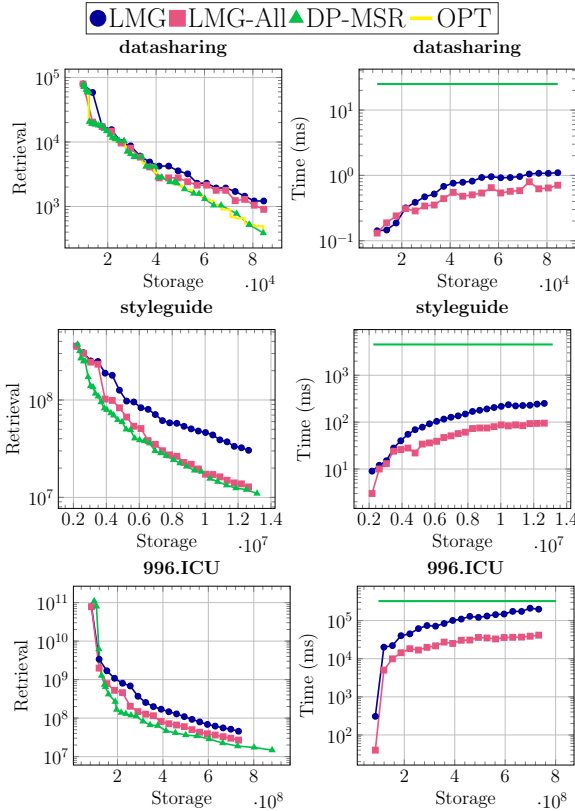 LMG LMG-All DP-MSR OPT
datasharing
datasharing
10^5
10^4
10^3
Retrieval
2 4 6 8
Storage
·10^4
10^1
10^0
10^{-1}
Time (ms)
2 4 6 8
Storage
·10^4
styleguide
styleguide
10^8
10^7
Retrieval
0.2 0.4 0.6 0.8 1 1.2 1.4
Storage
·10^7
10^3
10^2
10^1
Time (ms)
0.2 0.4 0.6 0.8 1 1.2 1.4
Storage
·10^7
996.ICU
996.ICU
10^11
10^10
10^9
10^8
10^7
Retrieval
2 4 6 8
Storage
·10^8
10^5
10^4
10^3
10^2
10^1
Time (ms)
2 4 6 8
Storage
·10^8